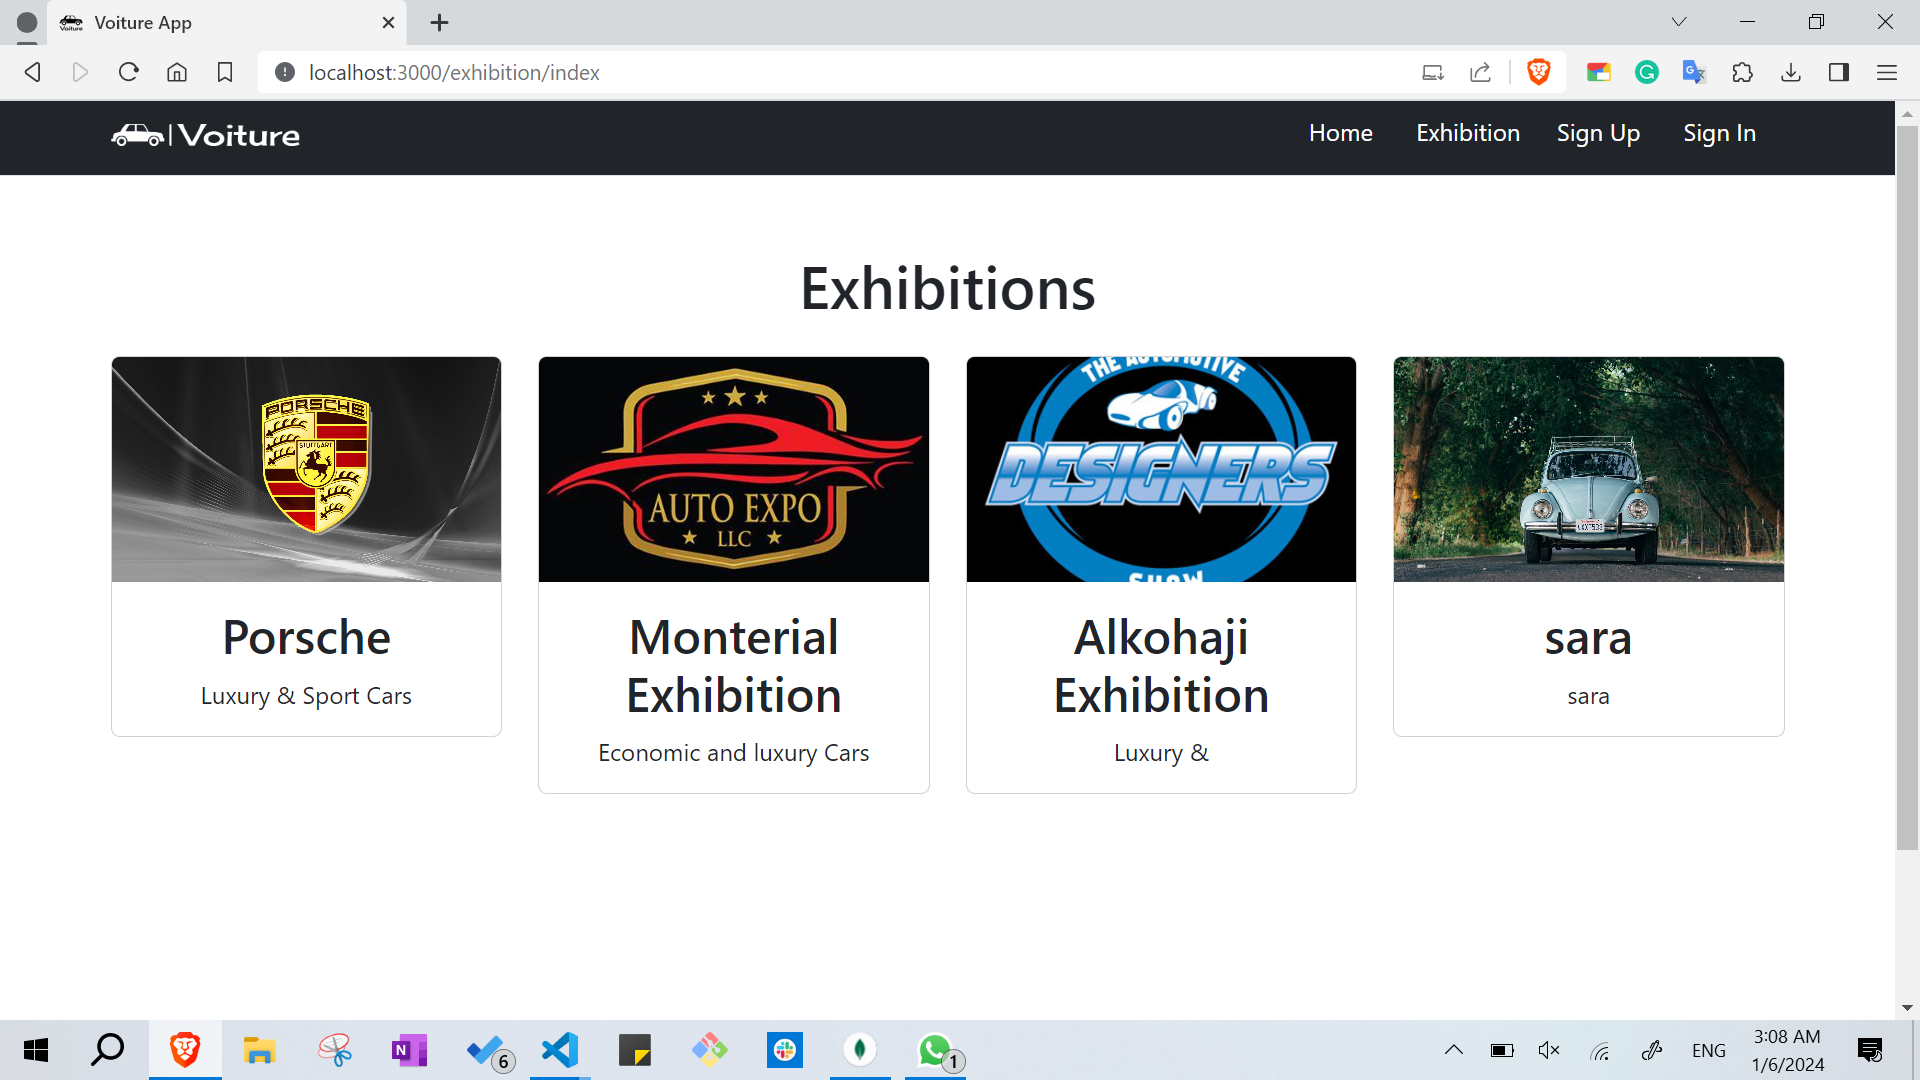 Voiture App
localhost:3000/exhibition/index
Voiture
Home Exhibition Sign Up Sign In
Exhibitions
PORSCHE
STUTTGART
AUTO EXPO
LLC
THE AUTOMOTIVE
DESIGNERS
SHOW
Porsche
Luxury & Sport Cars
Monterial
Exhibition
Economic and luxury Cars
Alkohaji
Exhibition
Luxury &
sara
sara
6
1
ENG
3:08 AM
1/6/2024